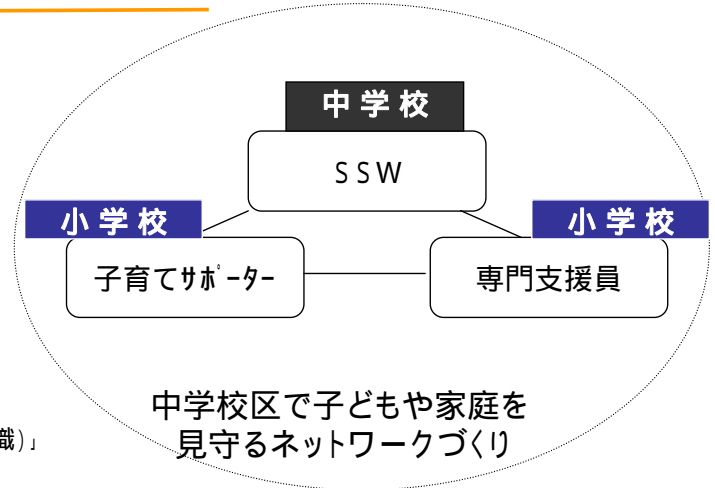 中学校
SSW
小学校
小学校
子育てｻﾎﾟｰﾀｰ
専門支援員
中学校区で子どもや家庭を
見守るネットワークづくり
職）」